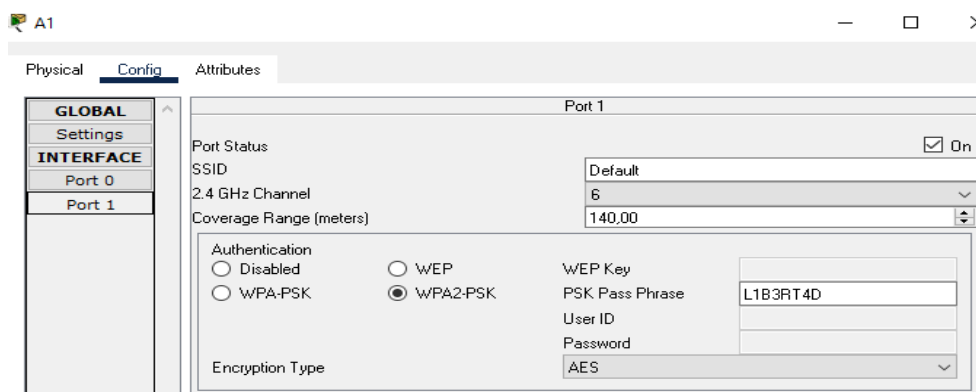 A1
Physical Config Attributes
GLOBAL
Settings
INTERFACE
Port 0
Port 1
Port 1
Port Status On
SSID Default
2.4 GHz Channel 6
Coverage Range (meters) 140,00
Authentication
Disabled WEP WEP Key
WPA-PSK WPA2-PSK PSK Pass Phrase L1B3RT4D
User ID
Password
Encryption Type AES